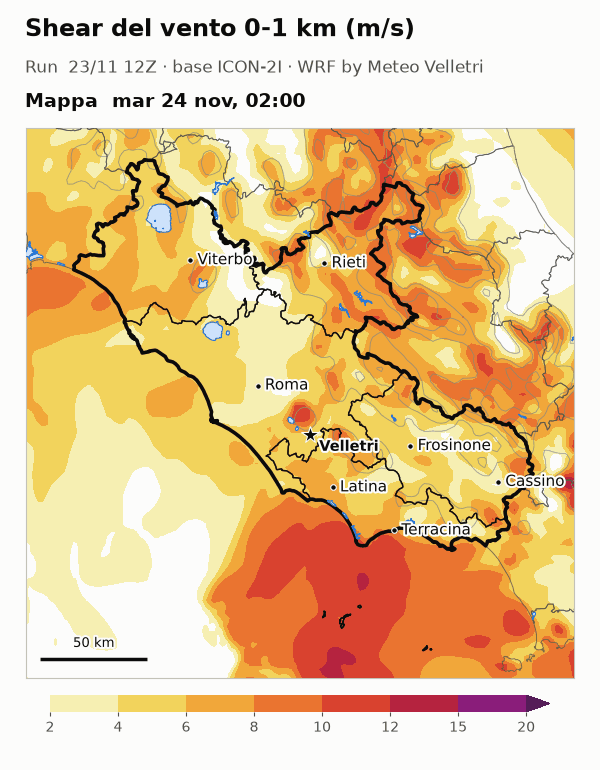 Shear del vento 0-1 km (m/s)
Run  23/11 12Z · base ICON-2I · WRF by Meteo Velletri
Mappa  mar 24 nov, 02:00
Viterbo
Rieti
Roma
Velletri
Frosinone
Cassino
Latina
Terracina
50 km
2 4 6 8 10 12 15 20